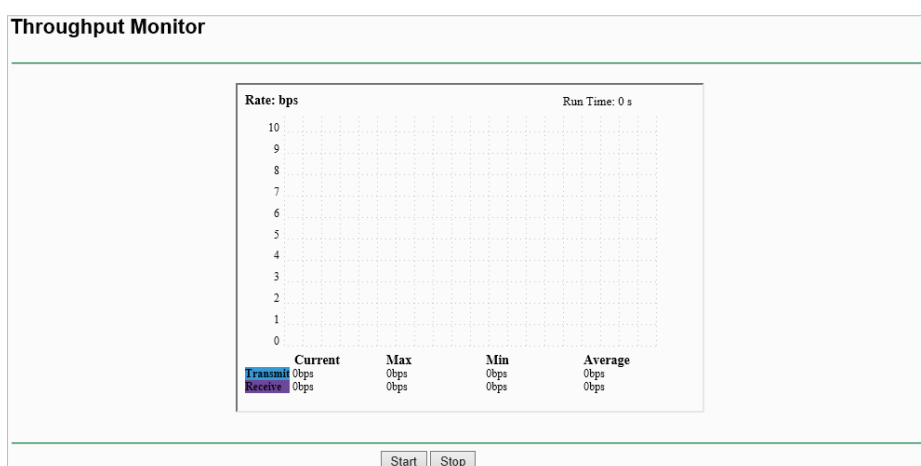 Throughput Monitor
Rate: bps Run Time: 0 s
10
9
8
7
6
5
4
3
2
1
0
Current Max Min Average
Transmit 0bps 0bps 0bps 0bps
Receive 0bps 0bps 0bps 0bps
Start Stop